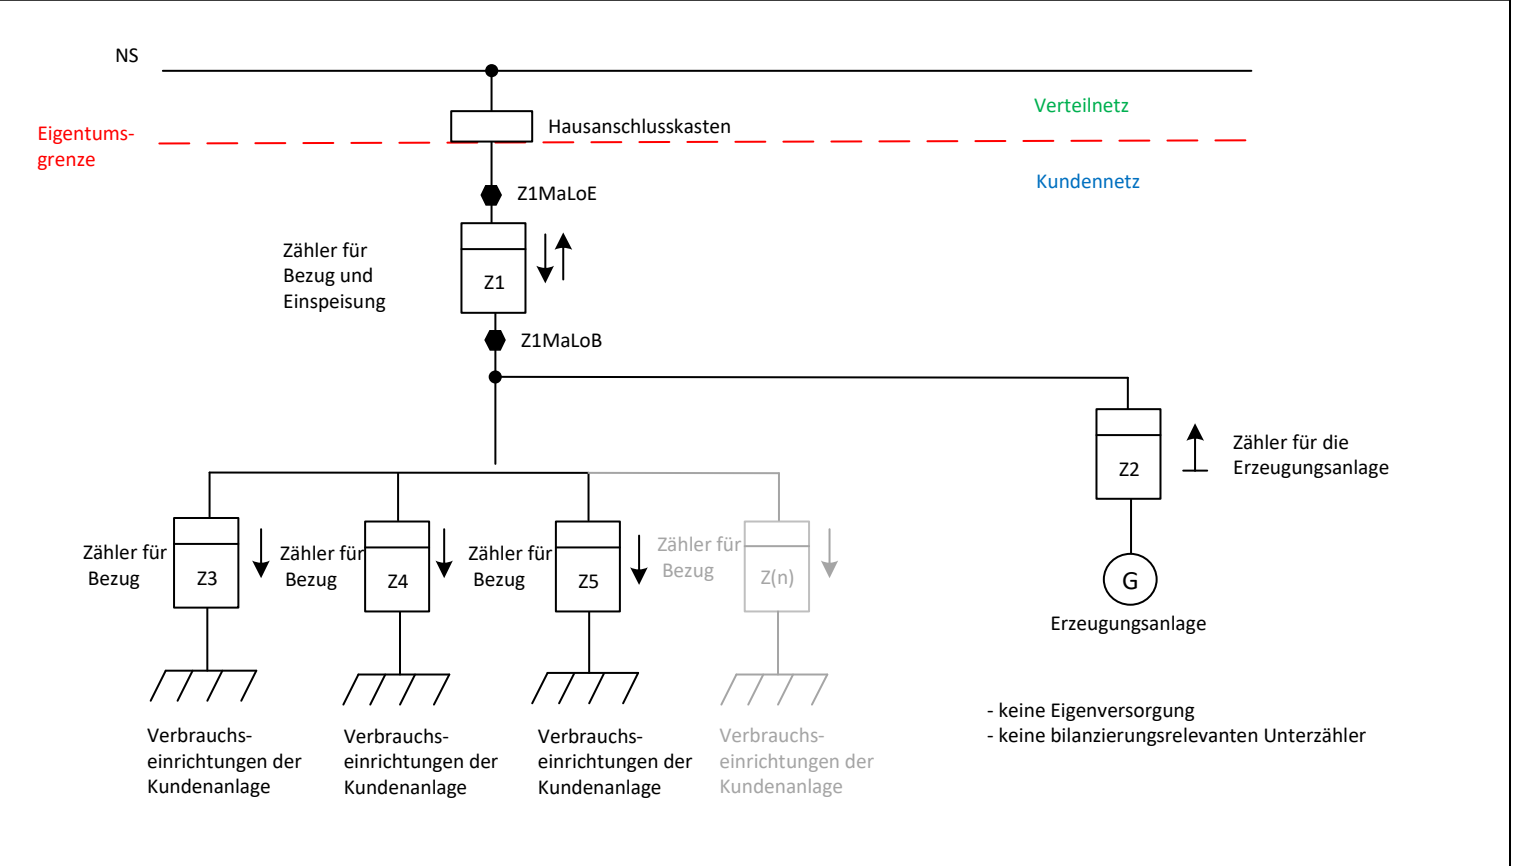 NS
Verteilnetz
Hausanschlusskasten
Eigentums-
grenze
Kundennetz
Z1MaLoE
Zähler für
Bezug und
Einspeisung
Z1
Z1MaLoB
Zähler für die
Erzeugungsanlage
Z2
Zähler für
Bezug
Z3
Zähler für
Bezug
Z4
Zähler für
Bezug
Z5
Zähler für
Bezug
Z(n)
G
Erzeugungsanlage
Verbrauchs-
einrichtungen der
Kundenanlage
Verbrauchs-
einrichtungen der
Kundenanlage
Verbrauchs-
einrichtungen der
Kundenanlage
Verbrauchs-
einrichtungen der
Kundenanlage
- keine Eigenversorgung
- keine bilanzierungsrelevanten Unterzähler